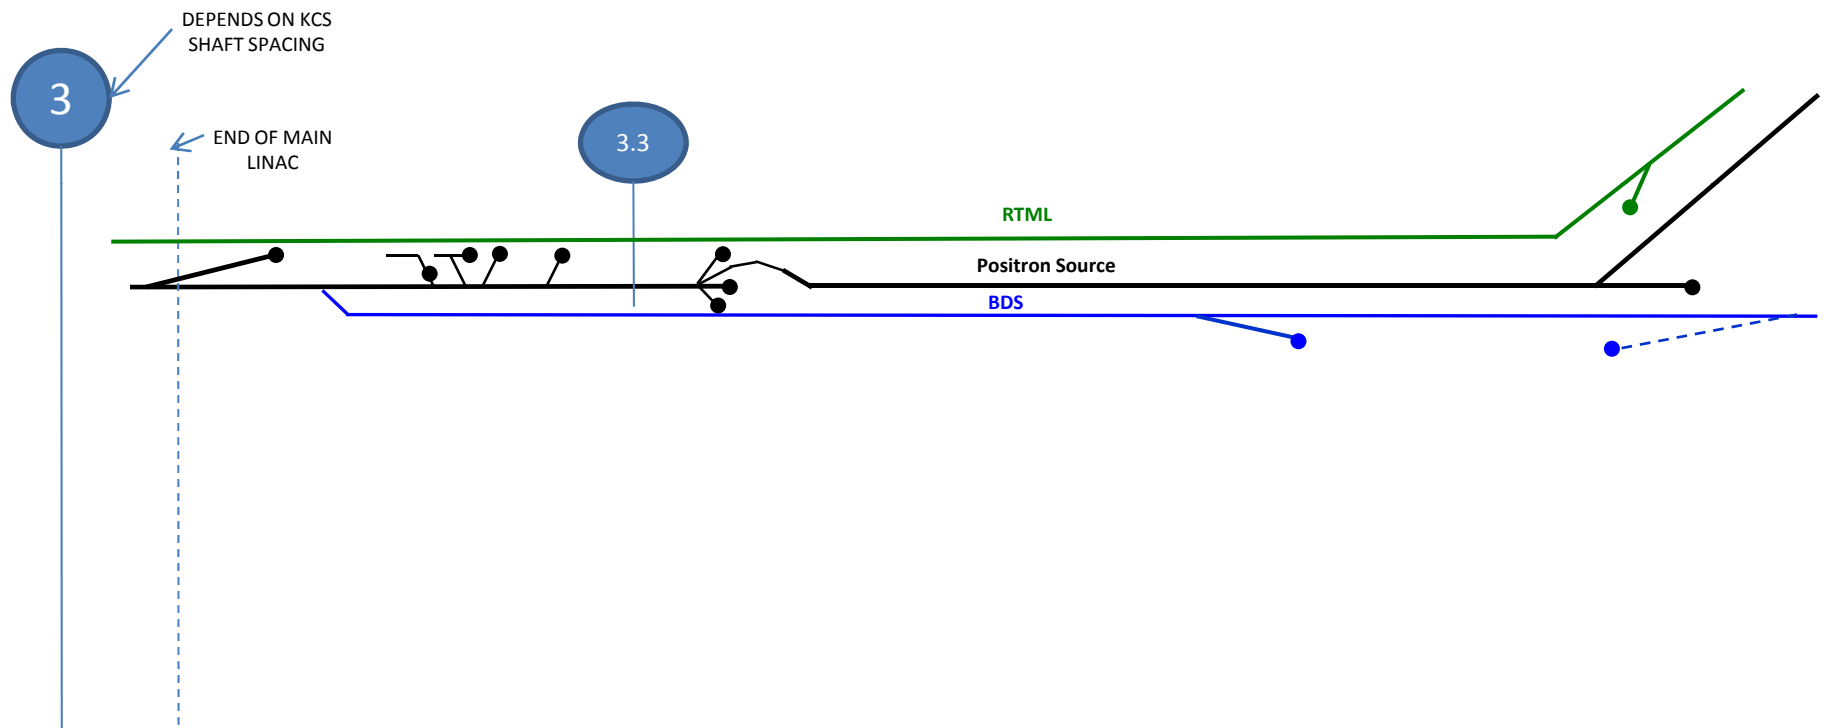 DEPENDS ON KCS
SHAFT SPACING
3
END OF MAIN
LINAC
3.3
RTML
Positron Source
BDS